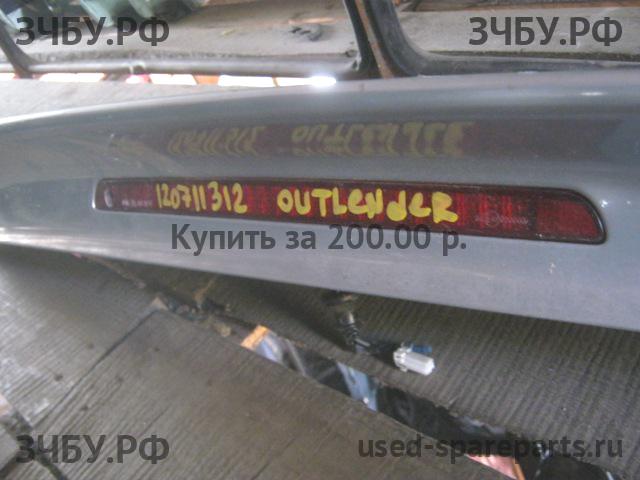 ЗЧБУ.РФ ЗЧБУ.РФ
120711312 OUTLENDER
Купить за 200.00 р.
ЗЧБУ.РФ used-spareparts.ru